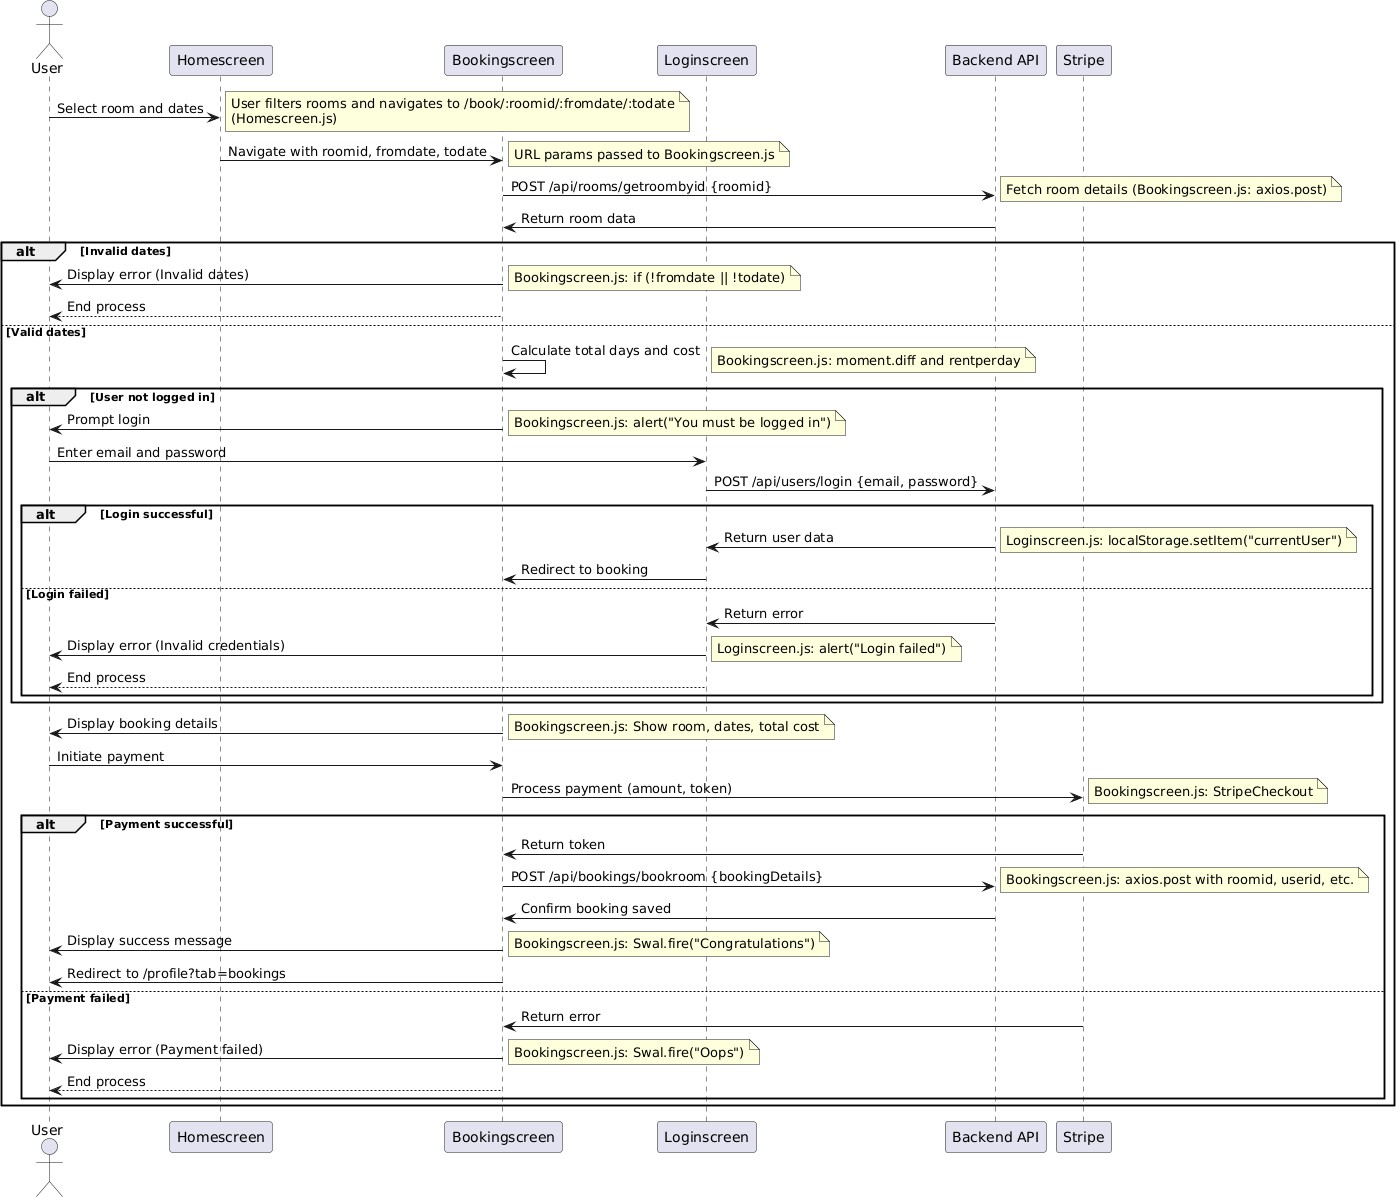 User
Homescreen
Bookingscreen
Loginscreen
Backend API
Stripe
Select room and dates
User filters rooms and navigates to /book/:roomid/:fromdate/:todate
(Homescreen.js)
Navigate with roomid, fromdate, todate
URL params passed to Bookingscreen.js
POST /api/rooms/getroombyid {roomid}
Fetch room details (Bookingscreen.js: axios.post)
Return room data
alt
[Invalid dates]
Display error (Invalid dates)
Bookingscreen.js: if (!fromdate || !todate)
End process
[Valid dates]
Calculate total days and cost
Bookingscreen.js: moment.diff and rentperday
alt
[User not logged in]
Prompt login
Bookingscreen.js: alert("You must be logged in")
Enter email and password
POST /api/users/login {email, password}
alt
[Login successful]
Return user data
Loginscreen.js: localStorage.setItem("currentUser")
Redirect to booking
[Login failed]
Return error
Display error (Invalid credentials)
Loginscreen.js: alert("Login failed")
End process
Display booking details
Bookingscreen.js: Show room, dates, total cost
Initiate payment
Process payment (amount, token)
Bookingscreen.js: StripeCheckout
alt
[Payment successful]
Return token
POST /api/bookings/bookroom {bookingDetails}
Bookingscreen.js: axios.post with roomid, userid, etc.
Confirm booking saved
Display success message
Bookingscreen.js: Swal.fire("Congratulations")
Redirect to /profile?tab=bookings
[Payment failed]
Return error
Display error (Payment failed)
Bookingscreen.js: Swal.fire("Oops")
End process
User
Homescreen
Bookingscreen
Loginscreen
Backend API
Stripe